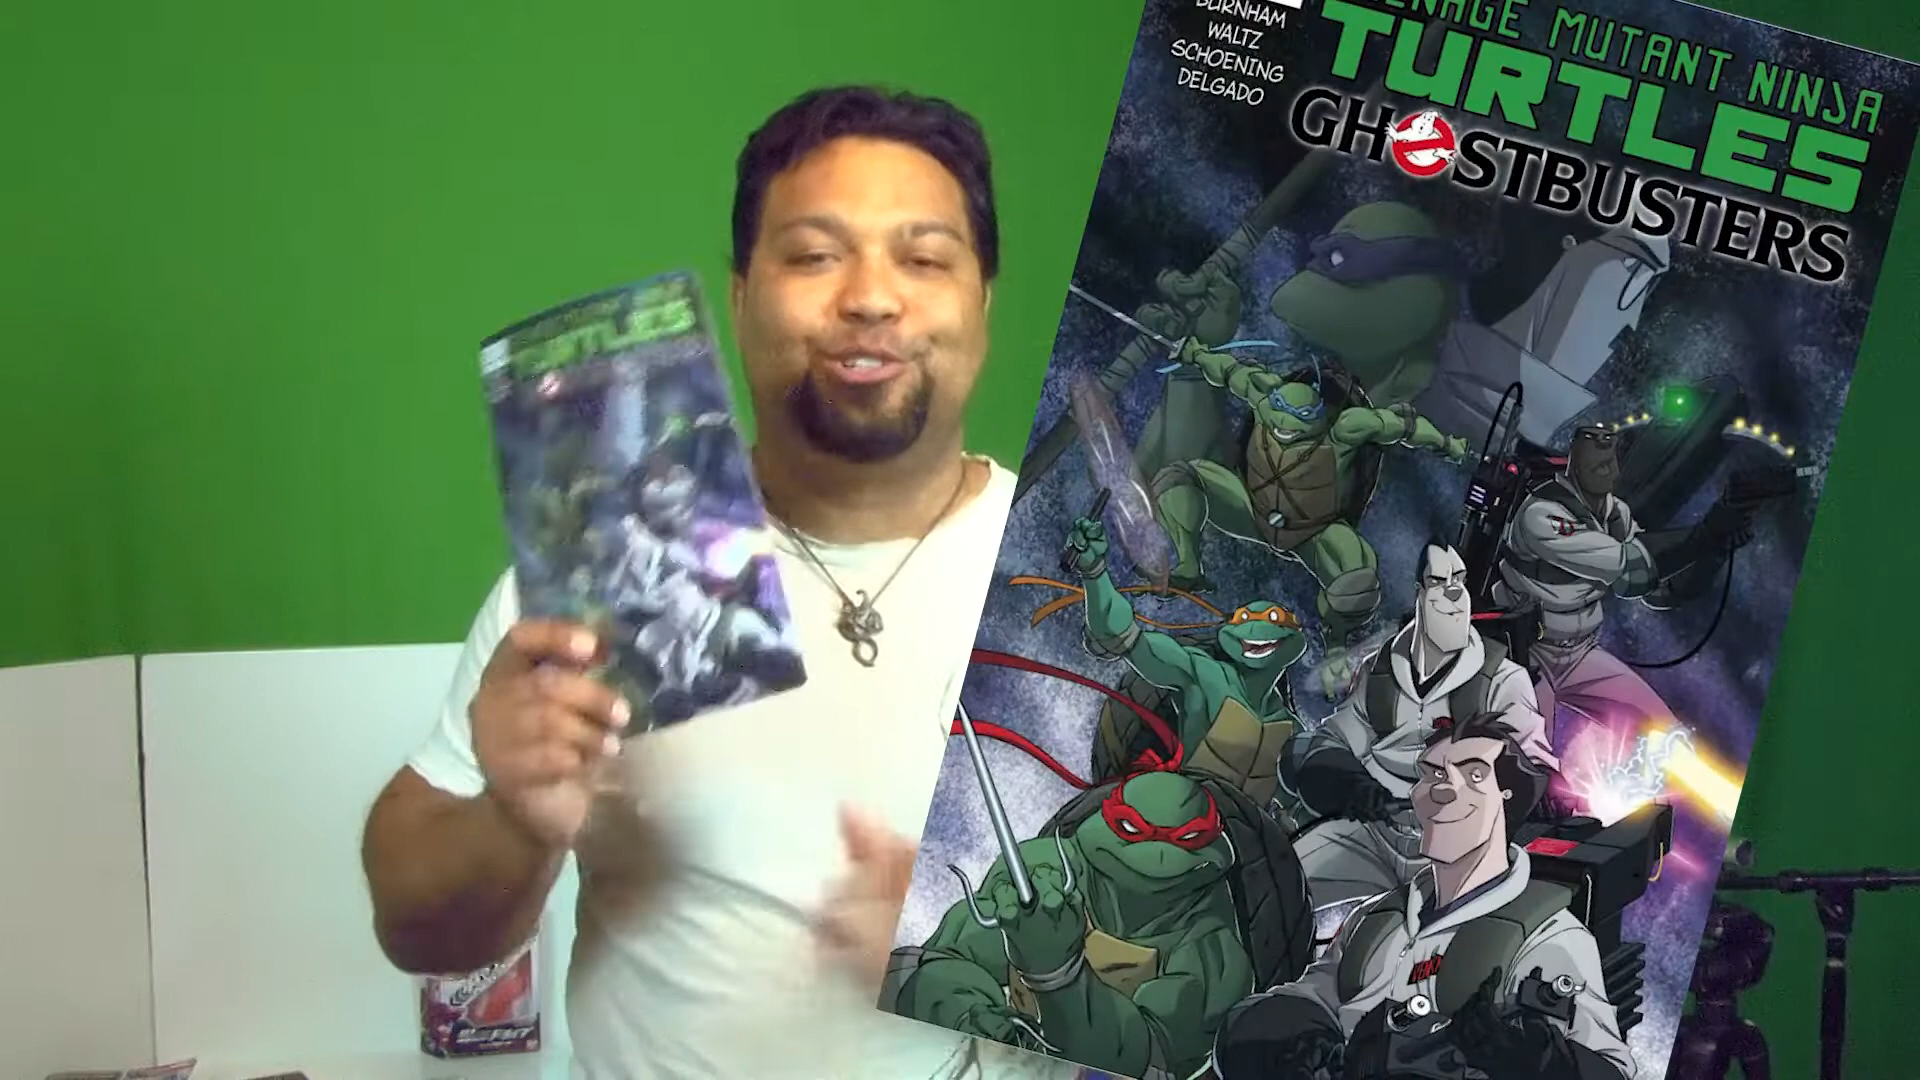 TURTLES
BURNHAM
WALTZ
SCHOENING
DELGADO
TEENAGE MUTANT NINJA
TURTLES
GHOSTBUSTERS